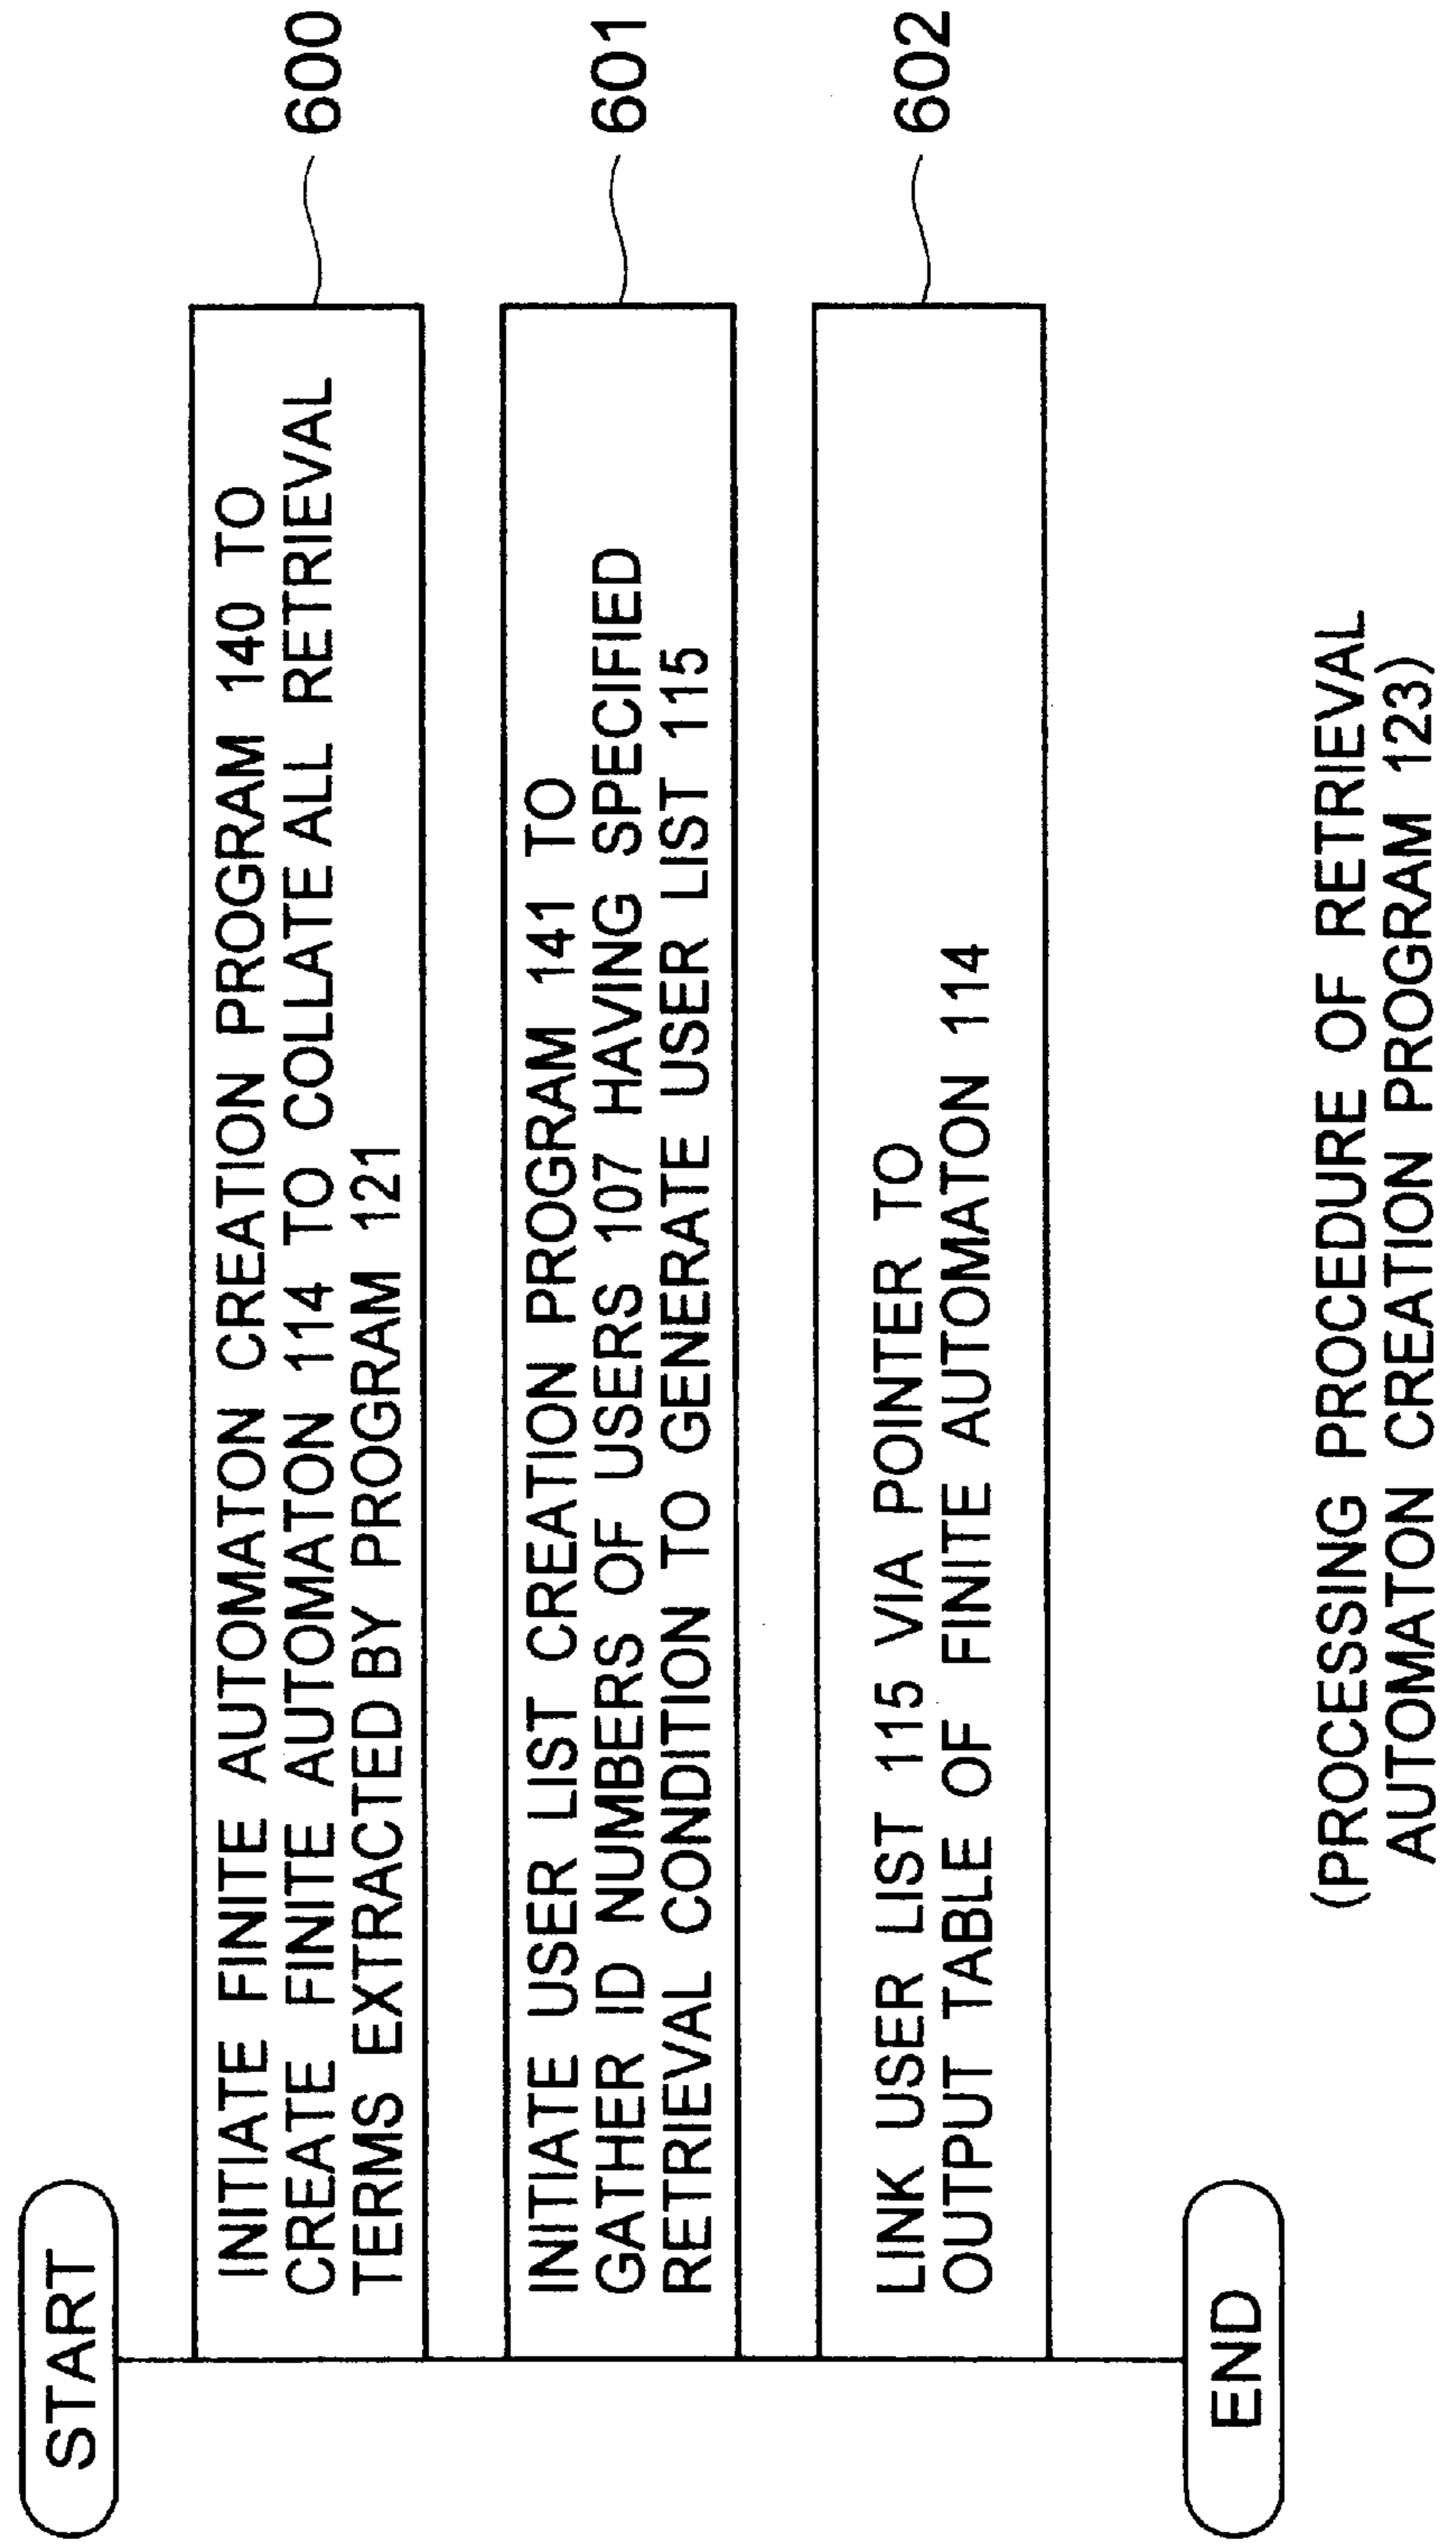 START
INITIATE FINITE AUTOMATON CREATION PROGRAM 140 TO
CREATE FINITE AUTOMATON 114 TO COLLATE ALL RETRIEVAL
TERMS EXTRACTED BY PROGRAM 121
600
INITIATE USER LIST CREATION PROGRAM 141 TO
GATHER ID NUMBERS OF USERS 107 HAVING SPECIFIED
RETRIEVAL CONDITION TO GENERATE USER LIST 115
601
LINK USER LIST 115 VIA POINTER TO
OUTPUT TABLE OF FINITE AUTOMATON 114
602
END
(PROCESSING PROCEDURE OF RETRIEVAL
AUTOMATON CREATION PROGRAM 123)